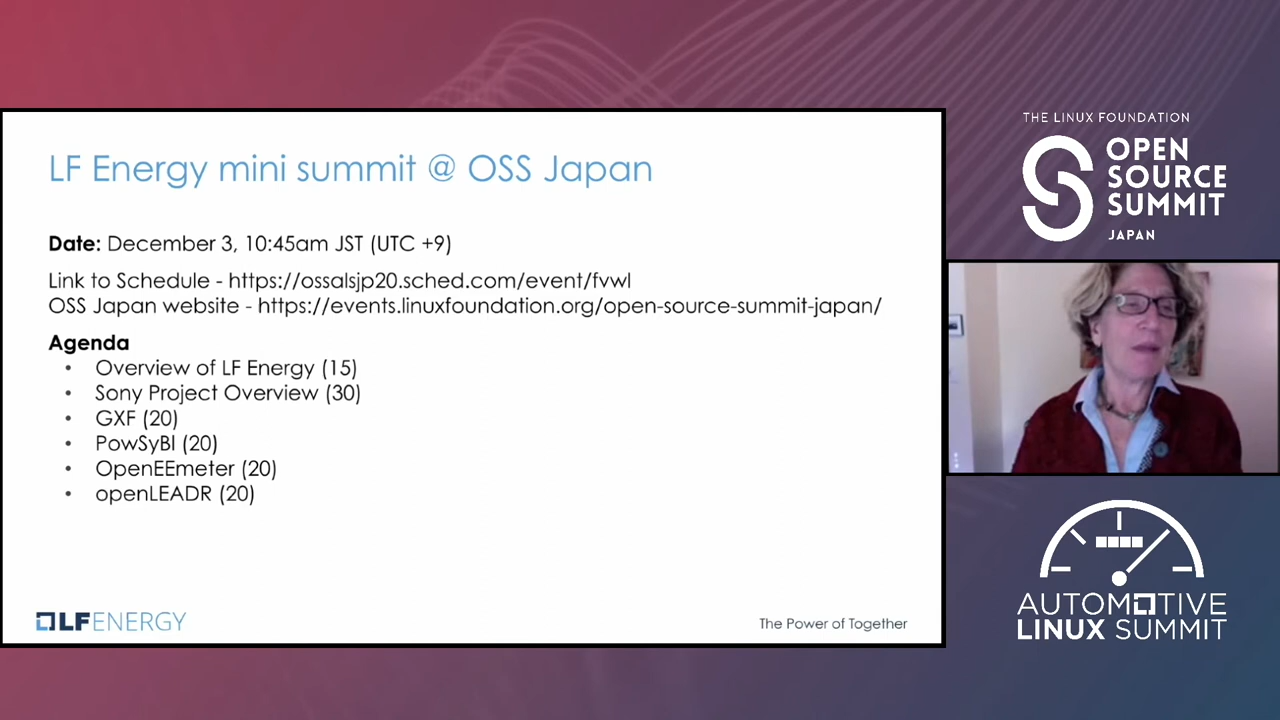 LF Energy mini summit @ OSS Japan
Date: December 3, 10:45am JST (UTC +9)
Link to Schedule - https://ossalsjp20.sched.com/event/fvwl
OSS Japan website - https://events.linuxfoundation.org/open-source-summit-japan/
Agenda
• Overview of LF Energy (15)
• Sony Project Overview (30)
• GXF (20)
• PowSyBl (20)
• OpenEEmeter (20)
• openLEADR (20)
LFENERGY
The Power of Together
THE LINUX FOUNDATION
OPEN
SOURCE
SUMMIT
JAPAN
AUTOMOTIVE
LINUX SUMMIT